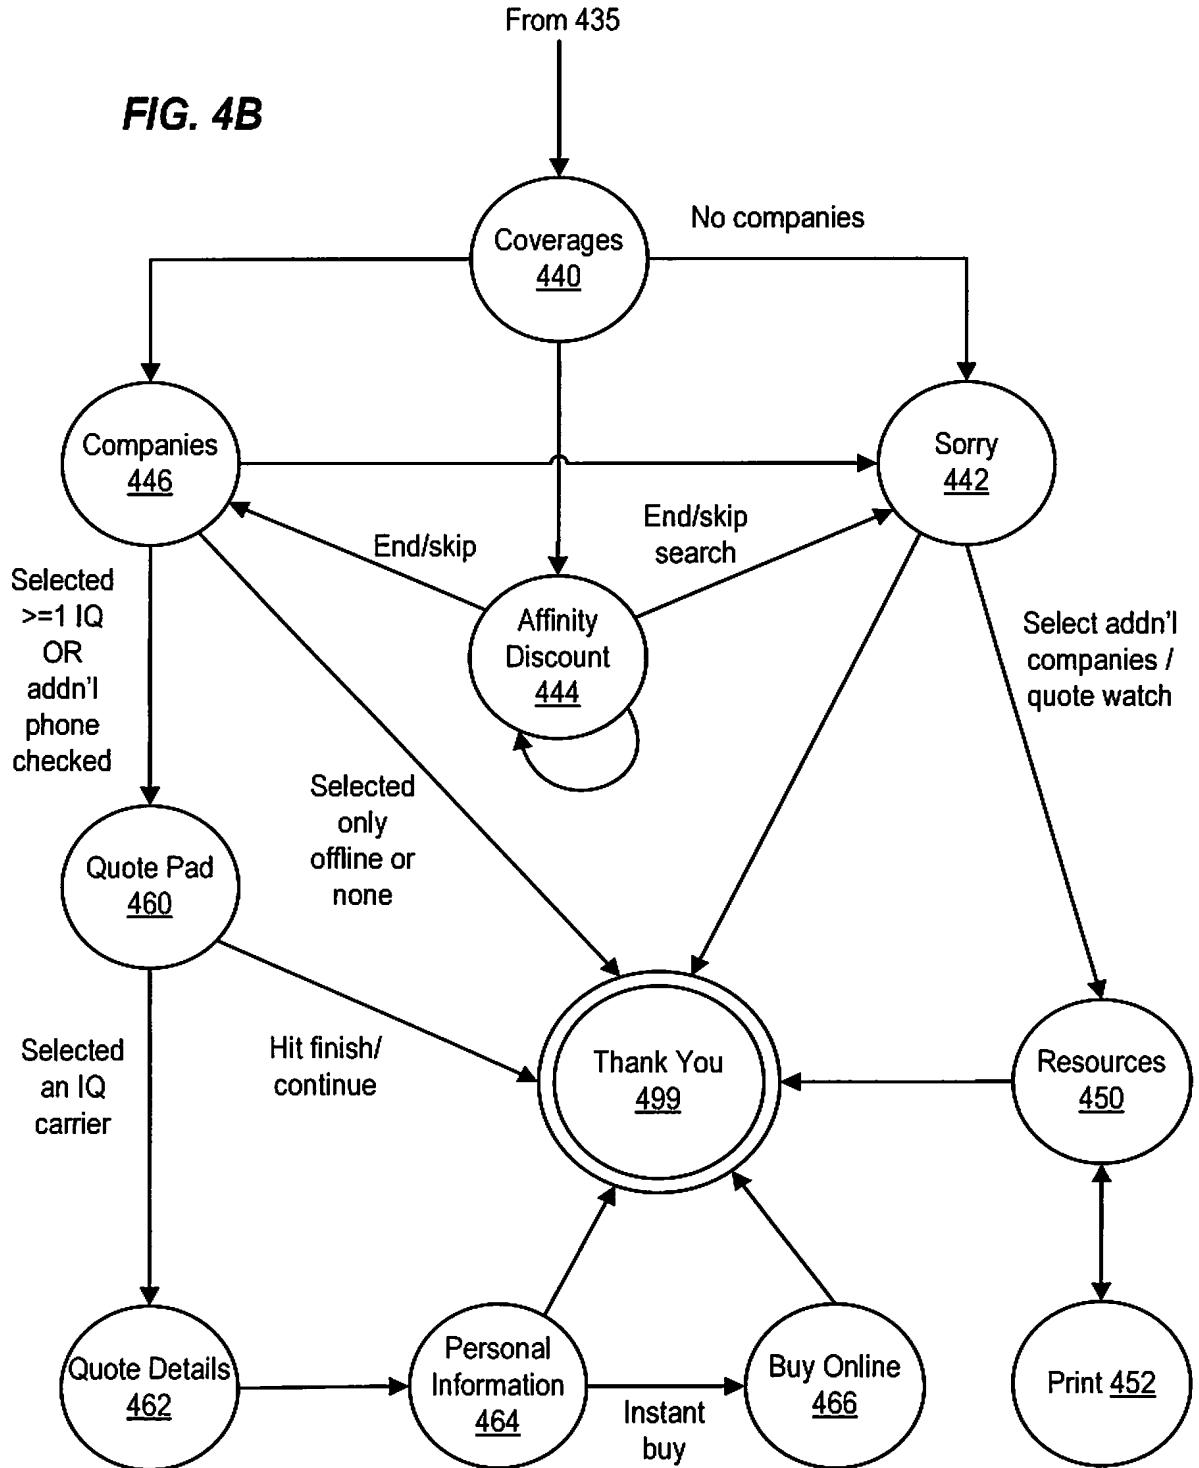 From 435
FIG. 4B
No companies
Coverages
440
Companies
446
Sorry
442
End/skip
End/skip
search
Selected
>=1 IQ
OR
addn'l
phone
checked
Affinity
Discount
444
Select addn'l
companies /
quote watch
Selected
only
offline or
none
Quote Pad
460
Selected
an IQ
carrier
Hit finish/
continue
Thank You
499
Resources
450
Quote Details
462
Personal
Information
464
Instant
buy
Buy Online
466
Print 452